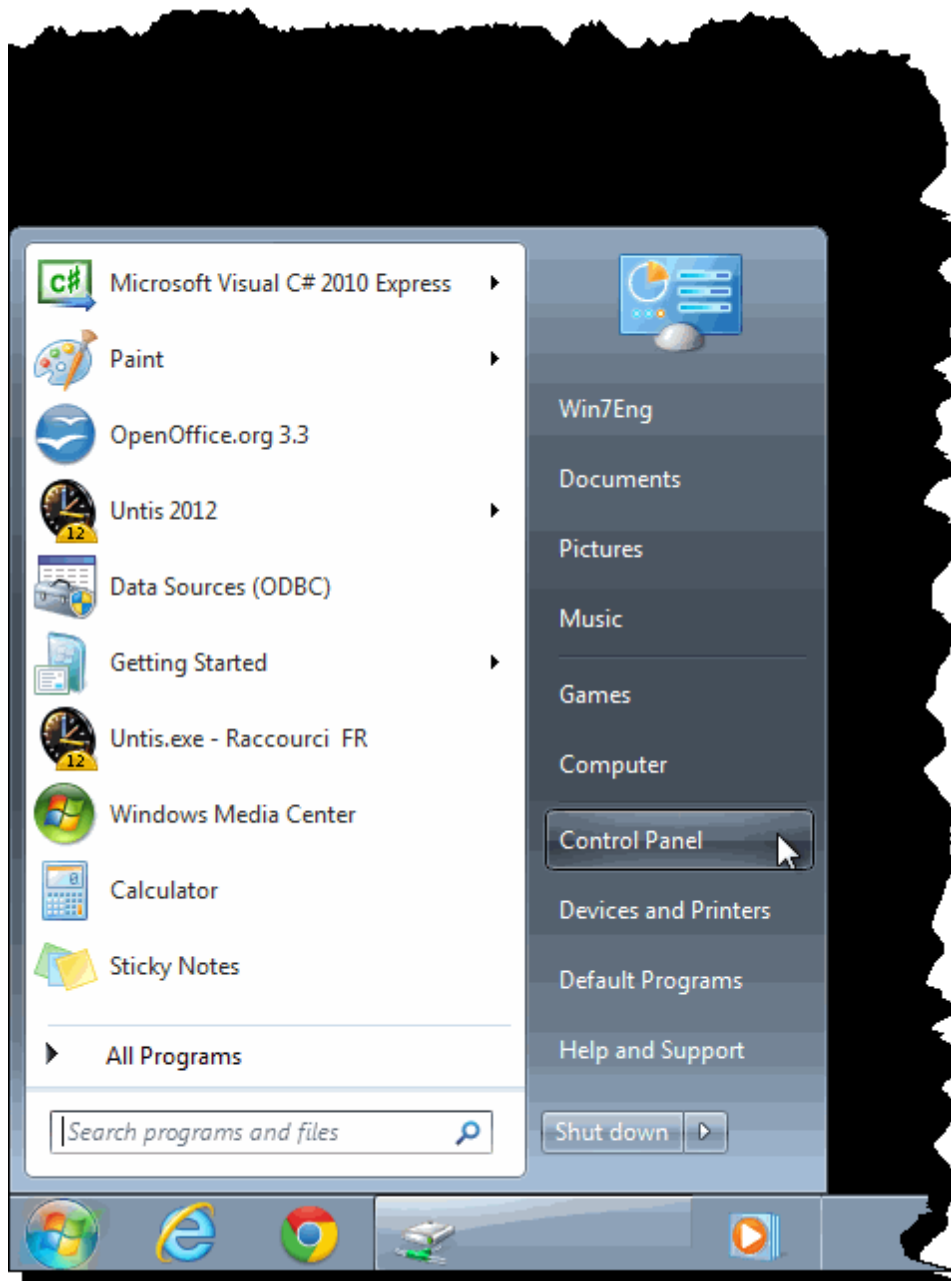 Microsoft Visual C# 2010 Express
Paint
OpenOffice.org 3.3
Untis 2012
Data Sources (ODBC)
Getting Started
Untis.exe - Raccourci FR
Windows Media Center
Calculator
Sticky Notes
All Programs
Search programs and files
Win7Eng
Documents
Pictures
Music
Games
Computer
Control Panel
Devices and Printers
Default Programs
Help and Support
Shut down